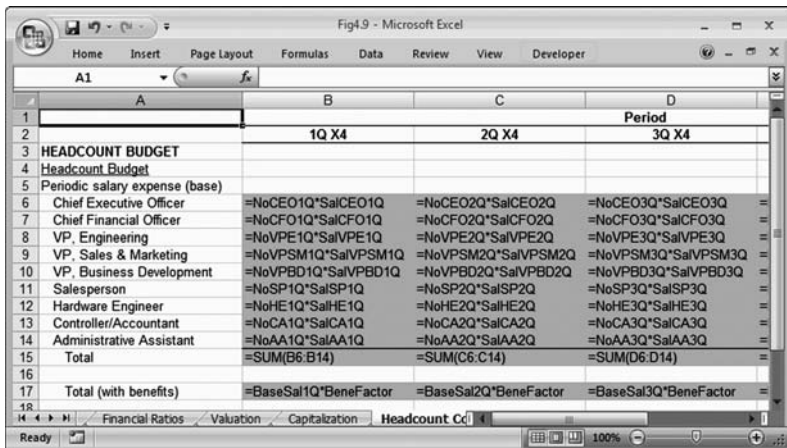 Fig4.9 - Microsoft Excel
Home Insert Page Layout Formulas Data Review View Developer
A1 fx
A B C D
1 Period
2 1Q X4 2Q X4 3Q X4
3 HEADCOUNT BUDGET
4 Headcount Budget
5 Periodic salary expense (base)
6 Chief Executive Officer =NoCEO1Q*SalCEO1Q =NoCEO2Q*SalCEO2Q =NoCEO3Q*SalCEO3Q =
7 Chief Financial Officer =NoCFO1Q*SalCFO1Q =NoCFO2Q*SalCFO2Q =NoCFO3Q*SalCFO3Q =
8 VP, Engineering =NoVPE1Q*SalVPE1Q =NoVPE2Q*SalVPE2Q =NoVPE3Q*SalVPE3Q =
9 VP, Sales & Marketing =NoVPSM1Q*SalVPSM1Q =NoVPSM2Q*SalVPSM2Q =NoVPSM3Q*SalVPSM3Q =
10 VP, Business Development =NoVPBD1Q*SalVPBD1Q =NoVPBD2Q*SalVPBD2Q =NoVPBD3Q*SalVPBD3Q =
11 Salesperson =NoSP1Q*SalSP1Q =NoSP2Q*SalSP2Q =NoSP3Q*SalSP3Q =
12 Hardware Engineer =NoHE1Q*SalHE1Q =NoHE2Q*SalHE2Q =NoHE3Q*SalHE3Q =
13 Controller/Accountant =NoCA1Q*SalCA1Q =NoCA2Q*SalCA2Q =NoCA3Q*SalCA3Q =
14 Administrative Assistant =NoAA1Q*SalAA1Q =NoAA2Q*SalAA2Q =NoAA3Q*SalAA3Q =
15 Total =SUM(B6:B14) =SUM(C6:C14) =SUM(D6:D14) =
16
17 Total (with benefits) =BaseSal1Q*BeneFactor =BaseSal2Q*BeneFactor =BaseSal3Q*BeneFactor =
18
Financial Ratios Valuation Capitalization Headcount Co
Ready 100%